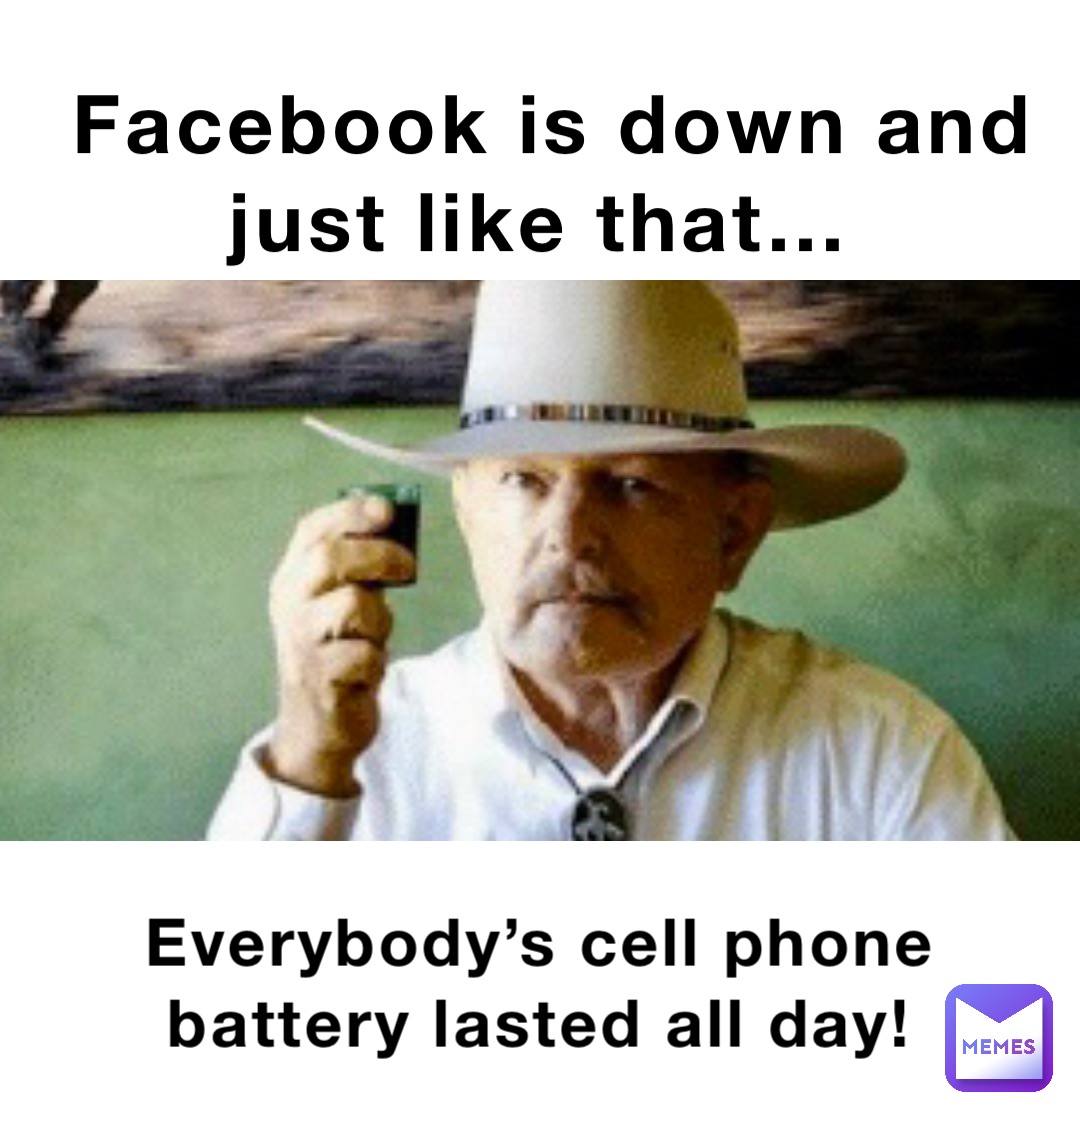 Facebook is down and
just like that...
Everybody’s cell phone
battery lasted all day!
MEMES